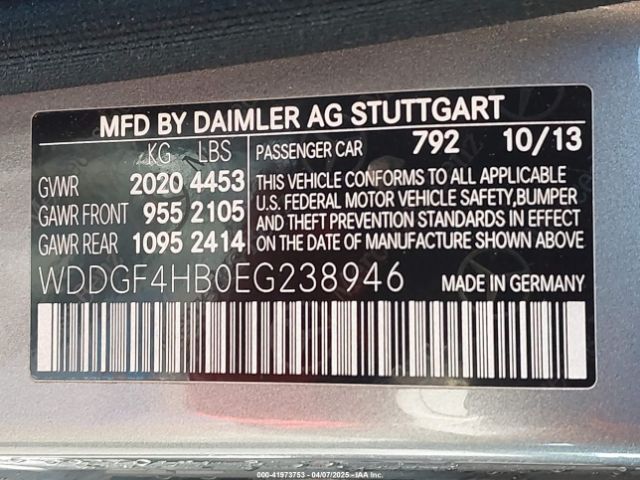 MFD BY DAIMLER AG STUTTGART
KG LBS
GVWR 2020 4453
GAWR FRONT 955 2105
GAWR REAR 1095 2414
PASSENGER CAR 792 10/13
THIS VEHICLE CONFORMS TO ALL APPLICABLE
U.S. FEDERAL MOTOR VEHICLE SAFETY,BUMPER
AND THEFT PREVENTION STANDARDS IN EFFECT
ON THE DATE OF MANUFACTURE SHOWN ABOVE
WDDGF4HB0EG238946
MADE IN GERMANY
000-41973753 - 04/07/2025 - IAA Inc.